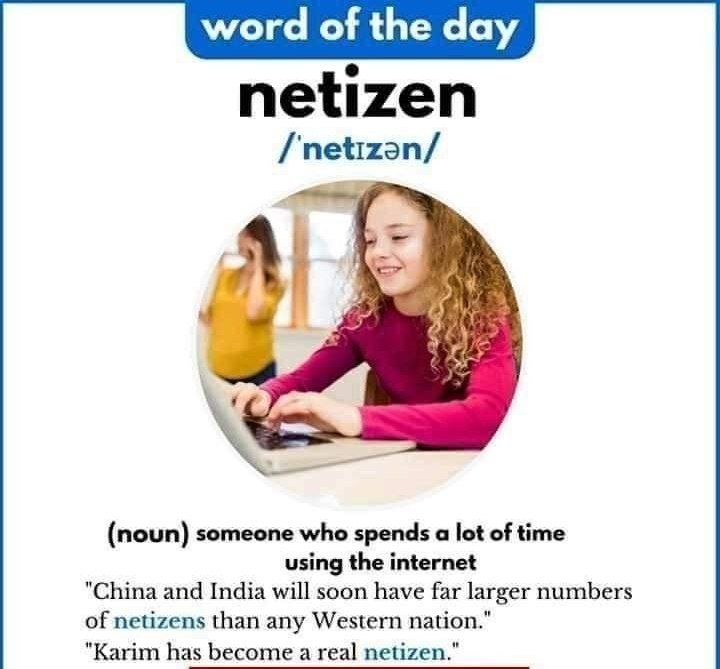 word of the day
netizen
/ˈnetɪzən/
(noun) someone who spends a lot of time
using the internet
"China and India will soon have far larger numbers
of netizens than any Western nation."
"Karim has become a real netizen."